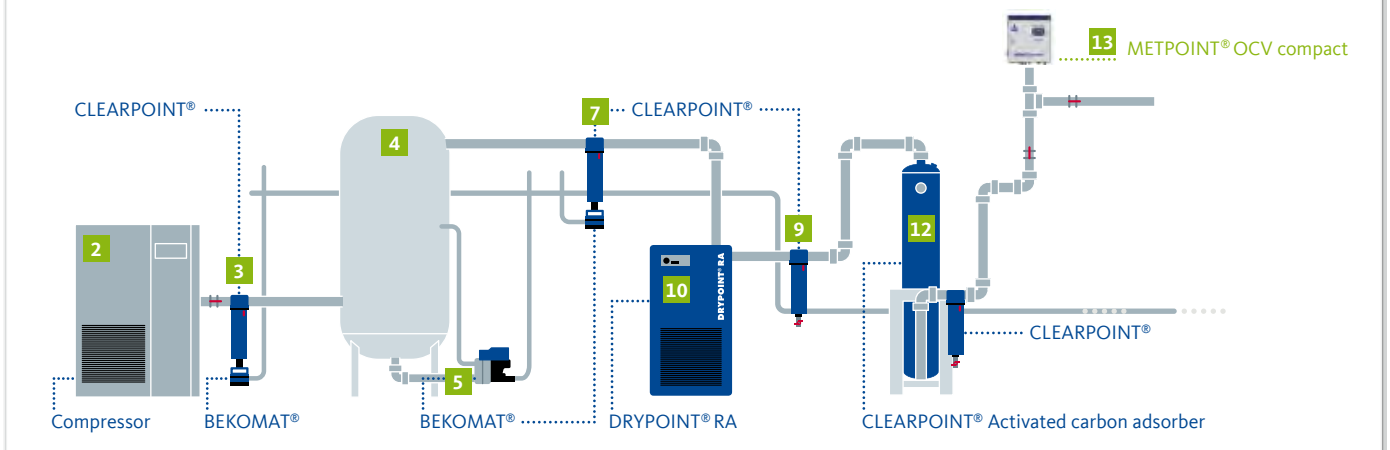 13 METPOINT® OCV compact
CLEARPOINT®
7 CLEARPOINT®
4
12
2
9
3
10
DRYPOINT® RA
CLEARPOINT®
5
Compressor
BEKOMAT®
BEKOMAT®
DRYPOINT® RA
CLEARPOINT® Activated carbon adsorber